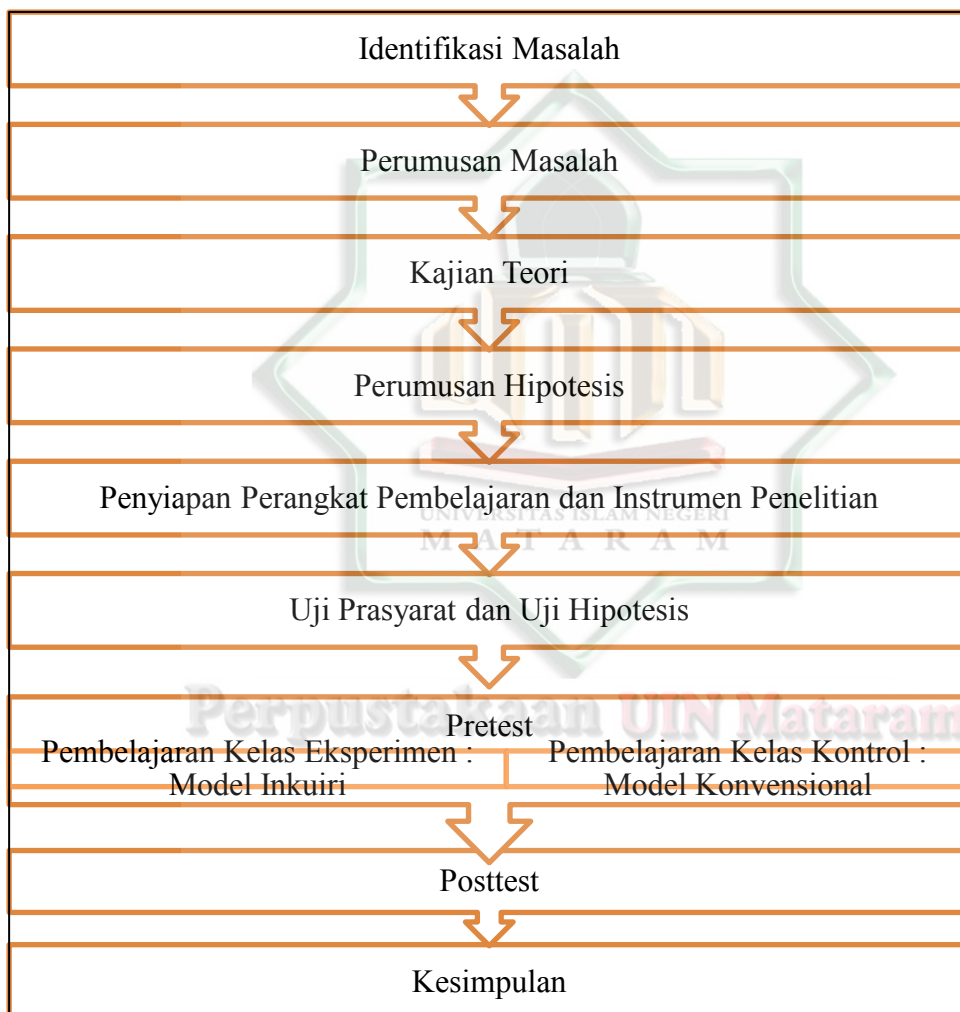 Identifikasi Masalah
Perumusan Masalah
Kajian Teori
Perumusan Hipotesis
Penyiapan Perangkat Pembelajaran dan Instrumen Penelitian
UNIVERSITAS ISLAM NEGERI
MATARAM
Uji Prasyarat dan Uji Hipotesis
Perpustakaan UIN Mataram
Pretest
Pembelajaran Kelas Eksperimen :
Model Inkuiri
Pembelajaran Kelas Kontrol :
Model Konvensional
Posttest
Kesimpulan